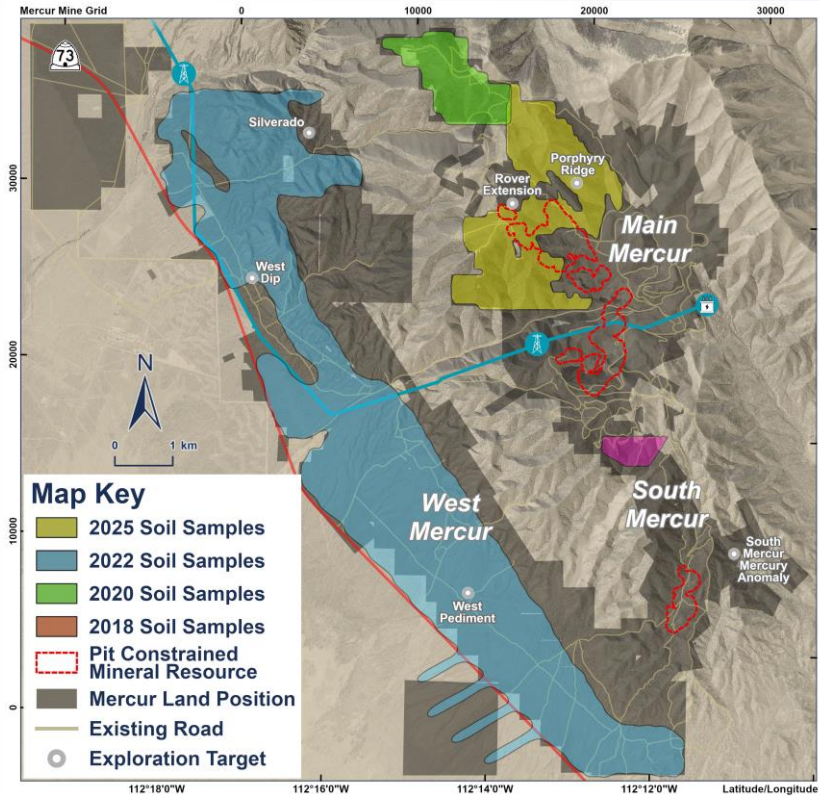 Mercur Mine Grid
0
10000
20000
30000
73
30000
20000
10000
0
Silverado
Porphyry
Ridge
Rover
Extension
Main
Mercur
West
Dip
N
0 1 km
West
Mercur
South
Mercur
South
Mercur
Mercury
Anomaly
West
Pediment
Map Key
2025 Soil Samples
2022 Soil Samples
2020 Soil Samples
2018 Soil Samples
Pit Constrained
Mineral Resource
Mercur Land Position
Existing Road
Exploration Target
112°18'0"W
112°16'0"W
112°14'0"W
112°12'0"W
Latitude/Longitude